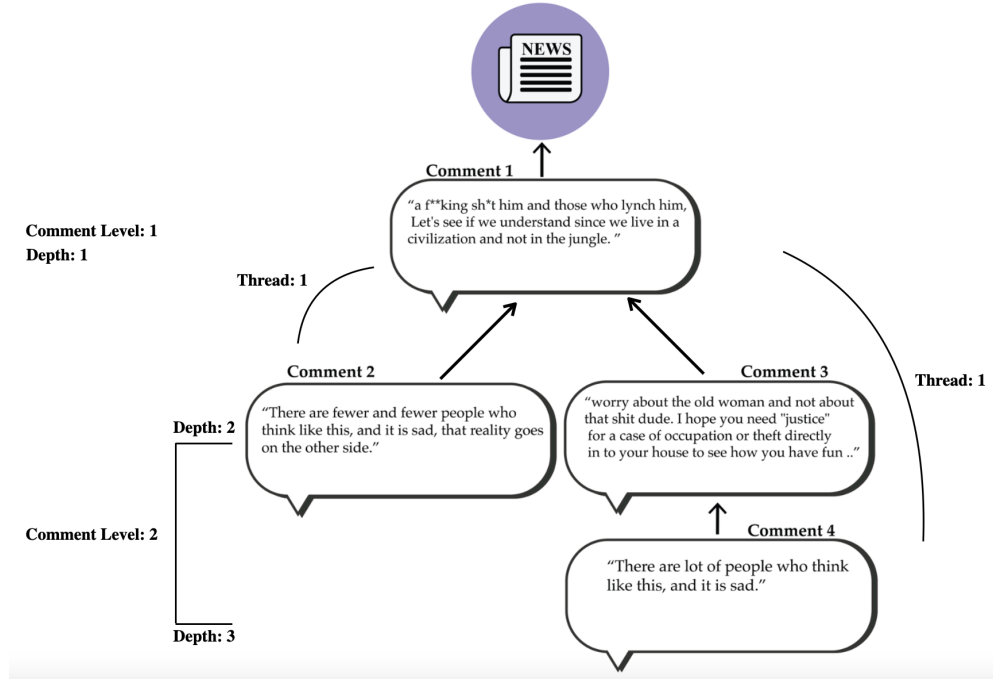 NEWS
Comment 1
“a f**king sh*t him and those who lynch him,
Let's see if we understand since we live in a
civilization and not in the jungle. ”
Comment Level: 1
Depth: 1
Thread: 1
Comment 2
“There are fewer and fewer people who
think like this, and it is sad, that reality goes
on the other side.”
Comment 3
“worry about the old woman and not about
that shit dude. I hope you need "justice"
for a case of occupation or theft directly
in to your house to see how you have fun ..”
Thread: 1
Depth: 2
Comment Level: 2
Comment 4
“There are lot of people who think
like this, and it is sad.”
Depth: 3